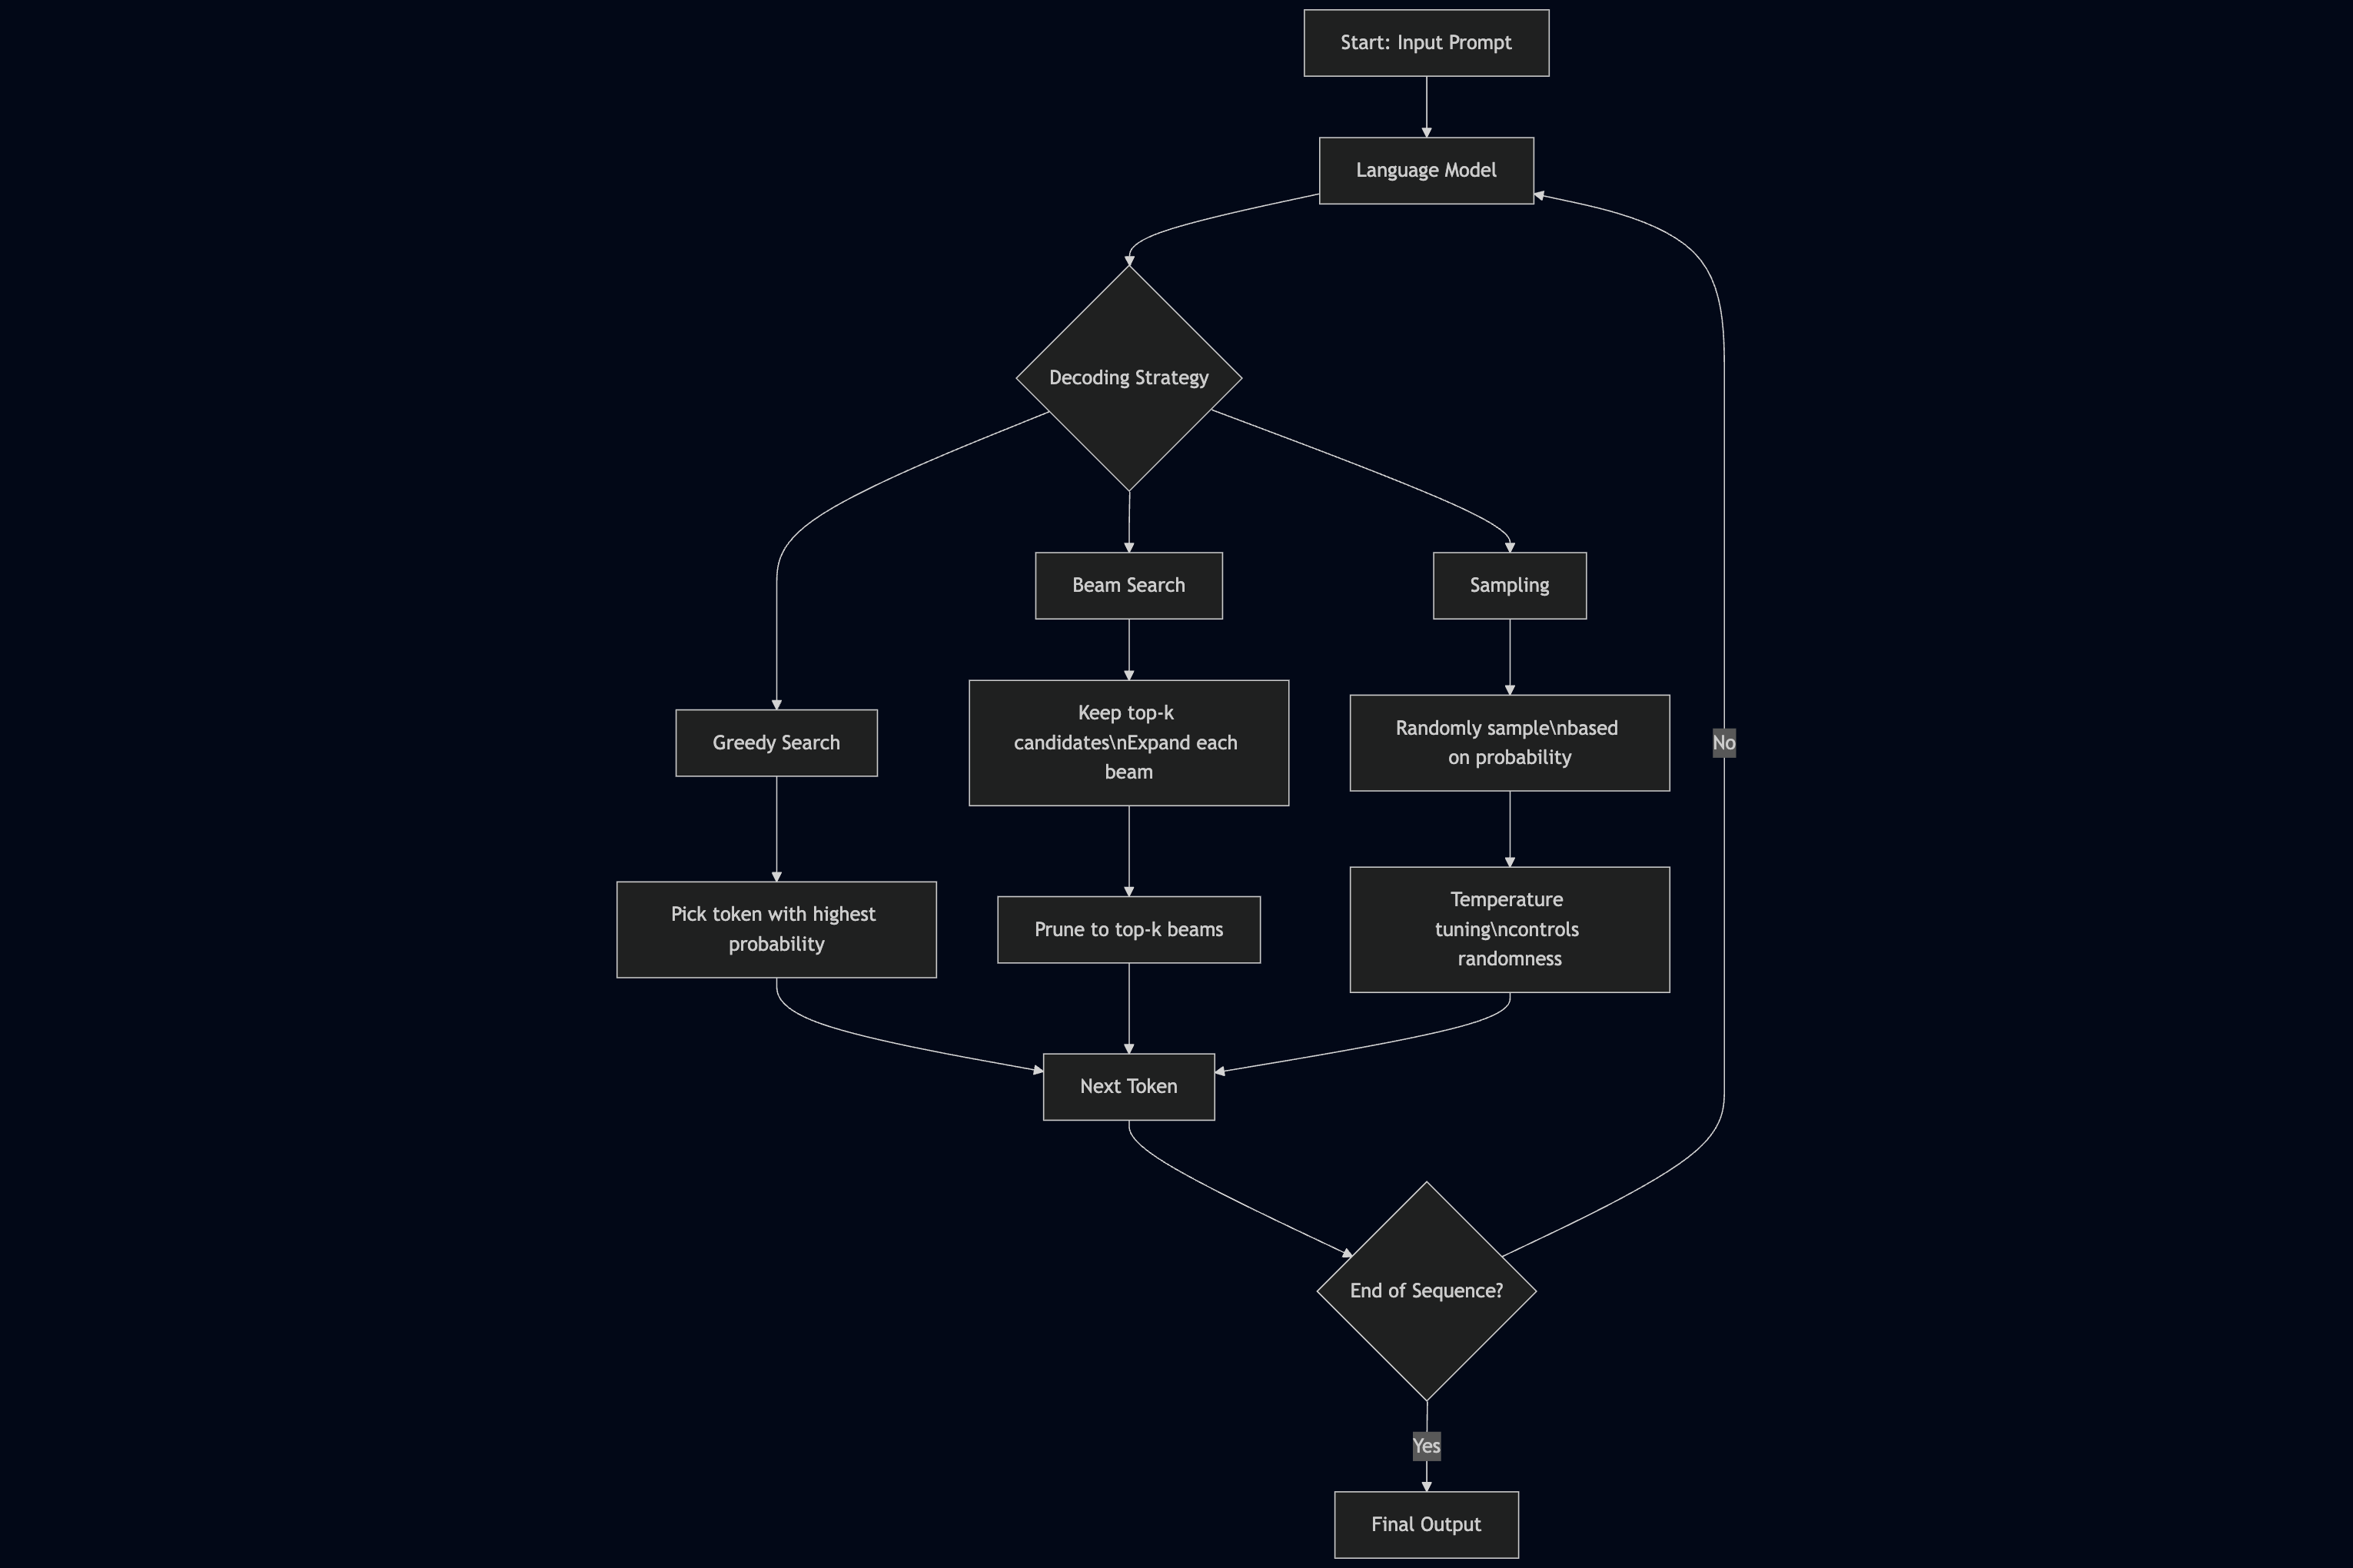 Start: Input Prompt
Language Model
Decoding Strategy
Beam Search
Sampling
Greedy Search
Keep top-k
candidates\nExpand each
beam
Randomly sample\nbased
on probability
No
Pick token with highest
probability
Prune to top-k beams
Temperature
tuning\ncontrols
randomness
Next Token
End of Sequence?
Yes
Final Output